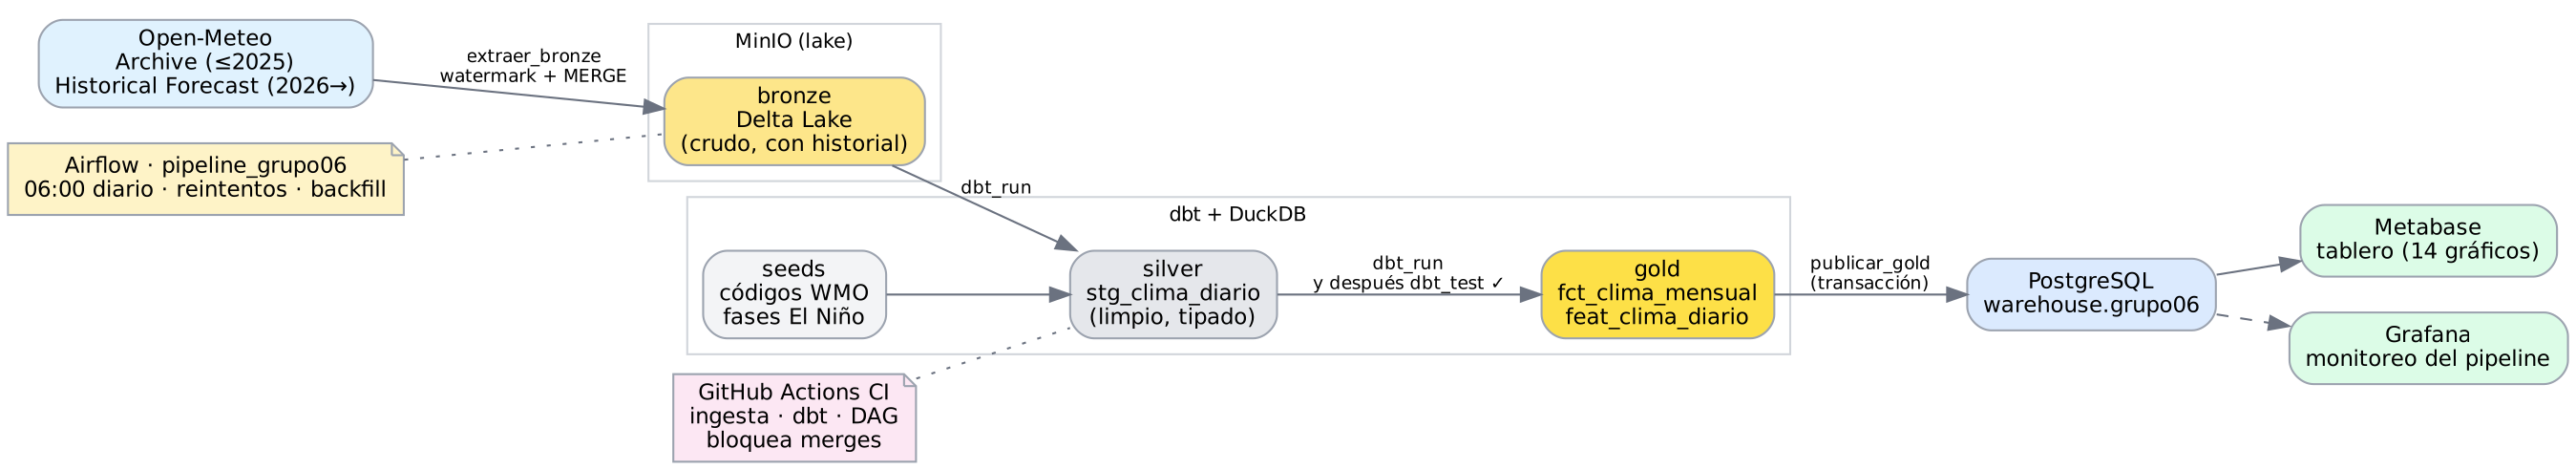 Open-Meteo
Archive (≤2025)
Historical Forecast (2026→)
extraer_bronze
watermark + MERGE
MinIO (lake)
bronze
Delta Lake
(crudo, con historial)
Airflow · pipeline_grupo06
06:00 diario · reintentos · backfill
dbt_run
dbt + DuckDB
seeds
códigos WMO
fases El Niño
silver
stg_clima_diario
(limpio, tipado)
dbt_run
y después dbt_test ✓
gold
fct_clima_mensual
feat_clima_diario
publicar_gold
(transacción)
PostgreSQL
warehouse.grupo06
Metabase
tablero (14 gráficos)
Grafana
monitoreo del pipeline
GitHub Actions CI
ingesta · dbt · DAG
bloquea merges